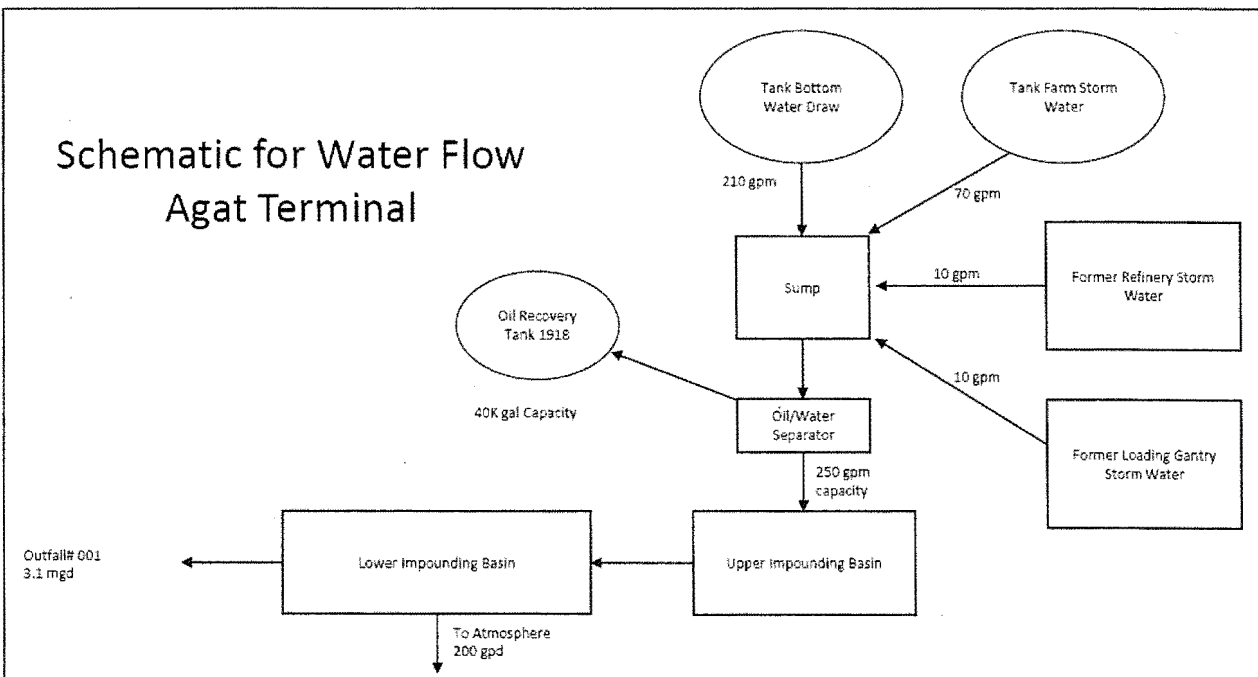 Schematic for Water Flow
Agat Terminal
Tank Bottom
Water Draw
Tank Farm Storm
Water
210 gpm
70 gpm
Sump
10 gpm
Former Refinery Storm
Water
Oil Recovery
Tank 1918
10 gpm
40K gal Capacity
Oil/Water
Separator
Former Loading Gantry
Storm Water
250 gpm
capacity
Outfall# 001
3.1 mgd
Lower Impounding Basin
Upper Impounding Basin
To Atmosphere
200 gpd